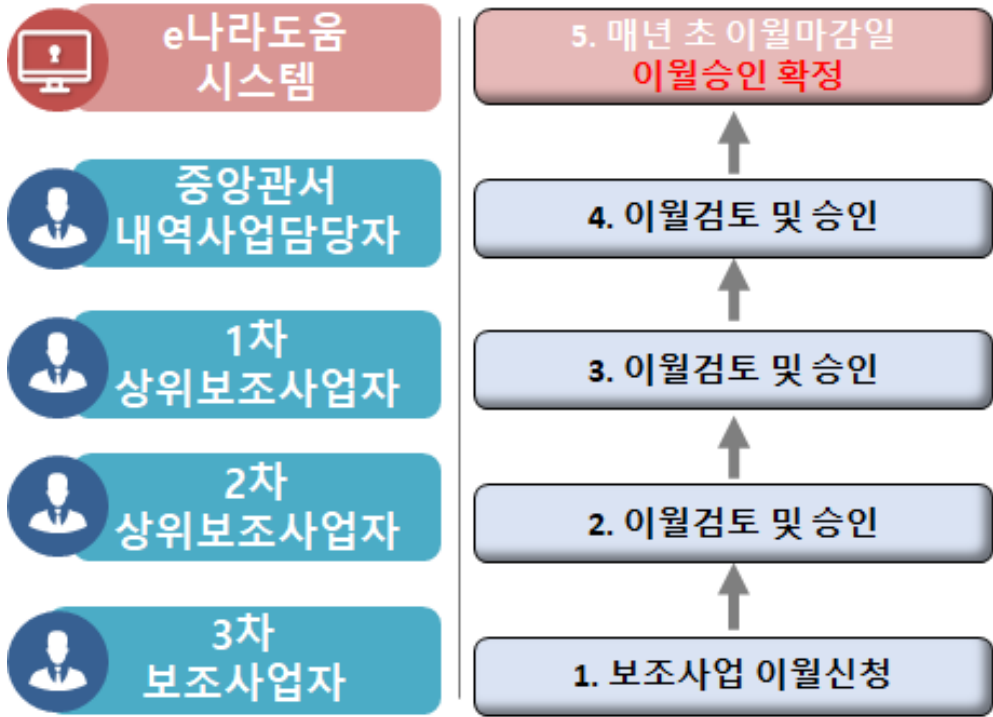 e나라도움
시스템
5. 매년 초 이월마감일
이월승인 확정
중앙관서
내역사업담당자
4. 이월검토 및 승인
1차
상위보조사업자
3. 이월검토 및 승인
2차
상위보조사업자
2. 이월검토 및 승인
3차
보조사업자
1. 보조사업 이월신청